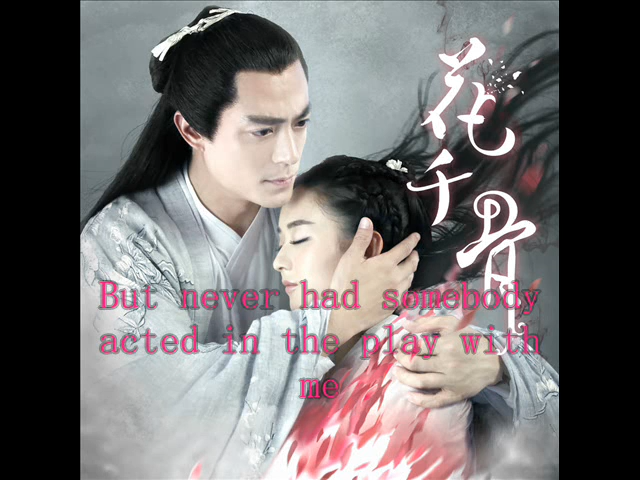 花千骨
But never had somebody
acted in the play with
me